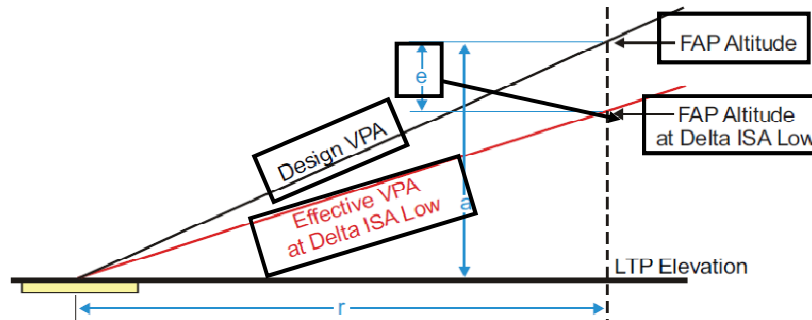 FAP Altitude
e
FAP Altitude
at Delta ISA Low
Design VPA
Effective VPA
at Delta ISA Low
a
LTP Elevation
r